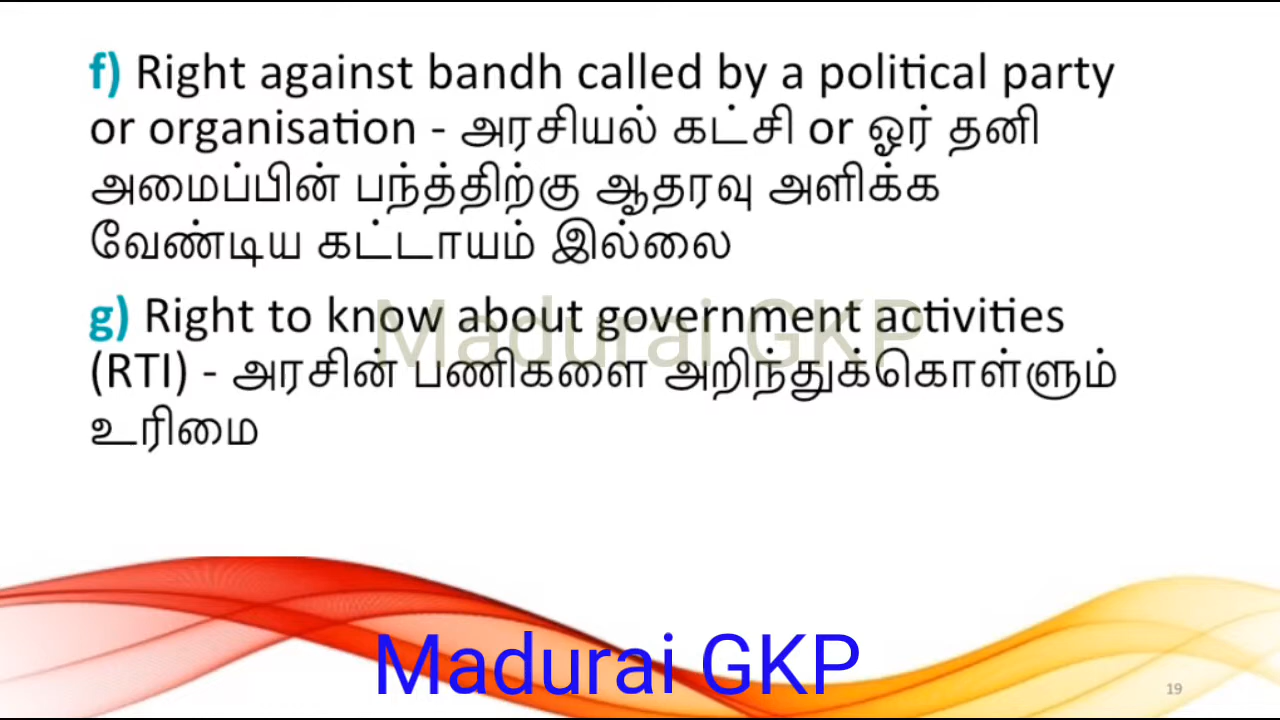 f) Right against bandh called by a political party
or organisation - அரசியல் கட்சி or ஓர் தனி
அமைப்பின் பந்த்திற்கு ஆதரவு அளிக்க
வேண்டிய கட்டாயம் இல்லை
g) Right to know about government activities
Madurai GKP
(RTI) - அரசின் பணிகளை அறிந்துக்கொள்ளும்
உரிமை
Madurai GKP
19